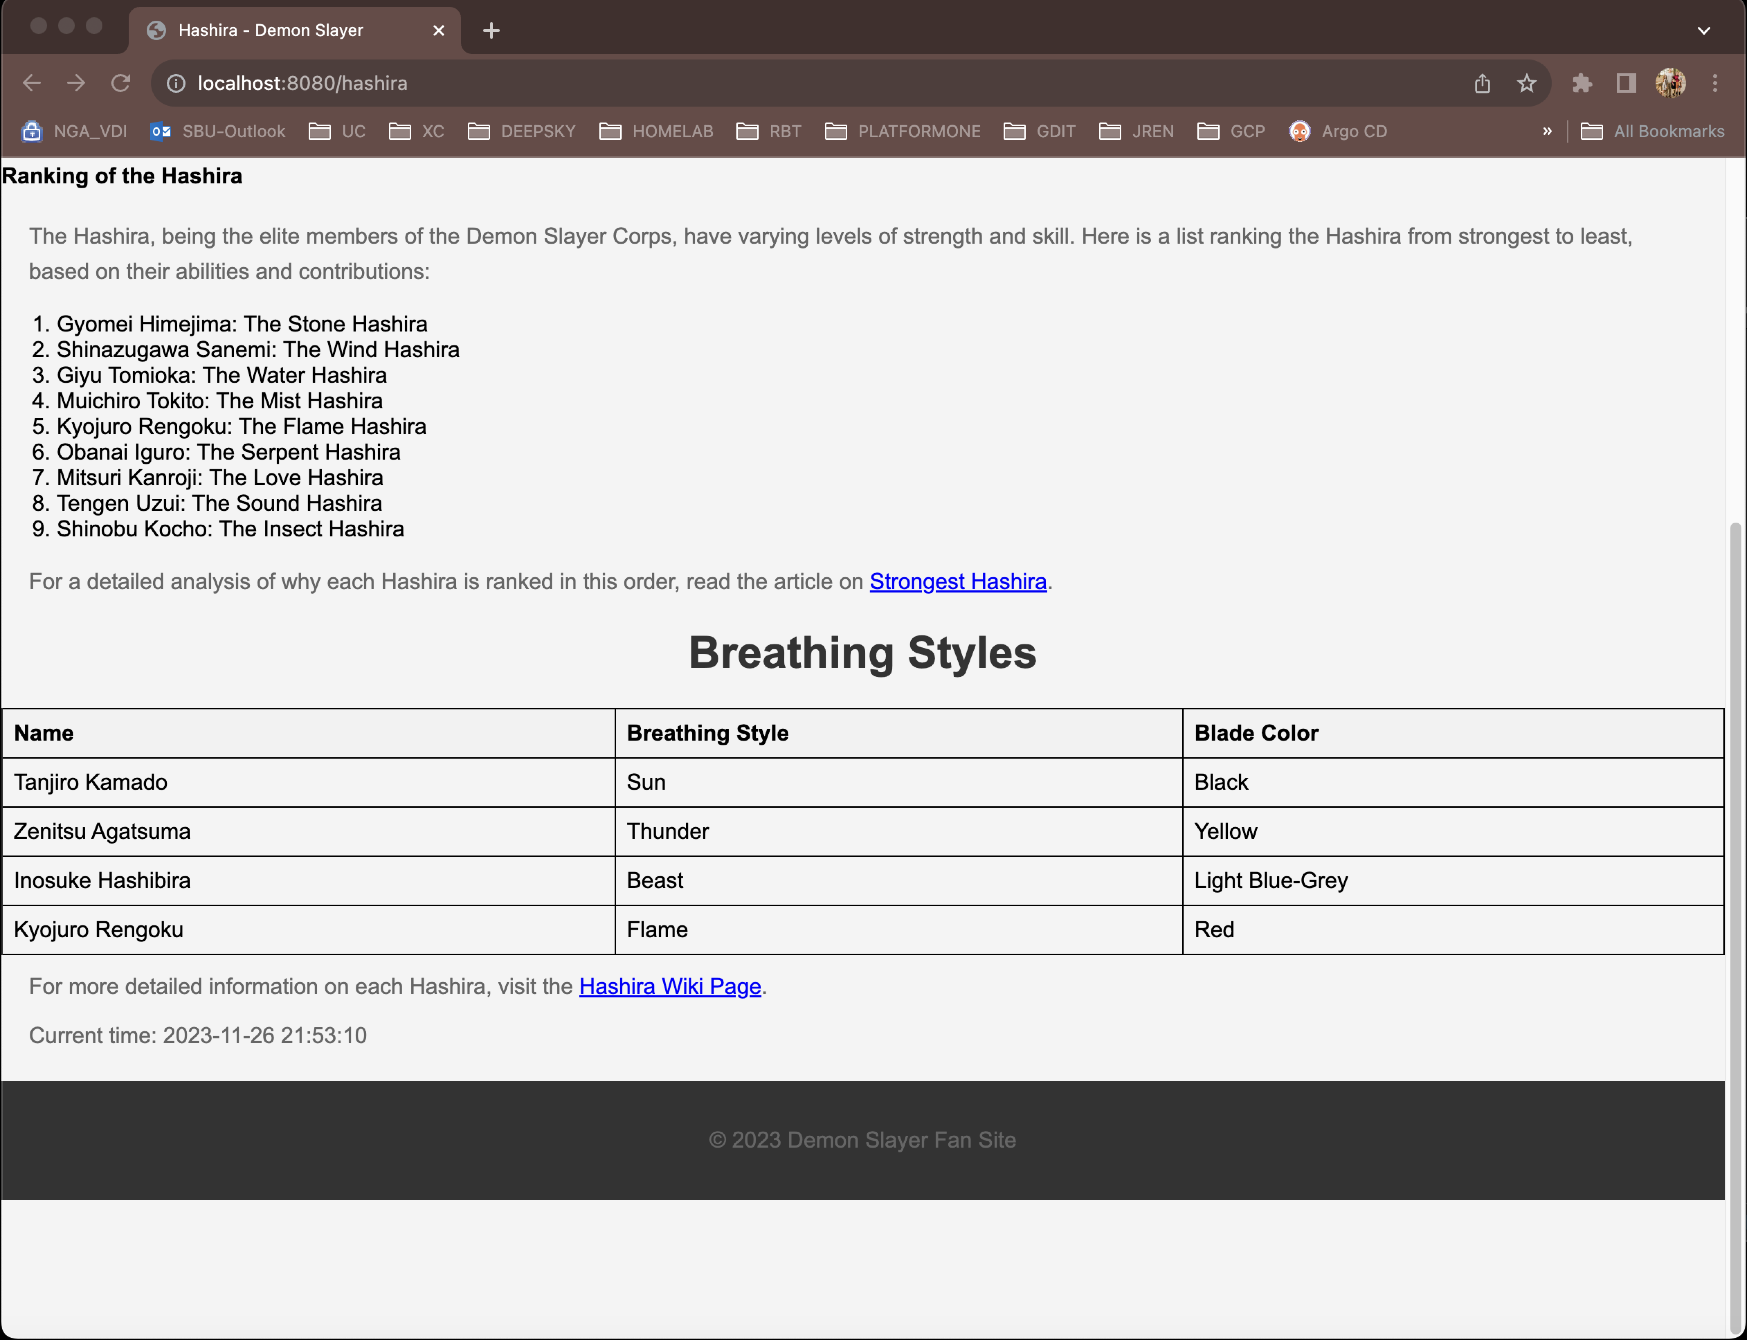 Hashira - Demon Slayer
localhost:8080/hashira
NGA_VDI SBU-Outlook UC XC DEEPSKY HOMELAB RBT PLATFORMONE GDIT JREN GCP Argo CD » All Bookmarks
Ranking of the Hashira
The Hashira, being the elite members of the Demon Slayer Corps, have varying levels of strength and skill. Here is a list ranking the Hashira from strongest to least,
based on their abilities and contributions:
1. Gyomei Himejima: The Stone Hashira
2. Shinazugawa Sanemi: The Wind Hashira
3. Giyu Tomioka: The Water Hashira
4. Muichiro Tokito: The Mist Hashira
5. Kyojuro Rengoku: The Flame Hashira
6. Obanai Iguro: The Serpent Hashira
7. Mitsuri Kanroji: The Love Hashira
8. Tengen Uzui: The Sound Hashira
9. Shinobu Kocho: The Insect Hashira
For a detailed analysis of why each Hashira is ranked in this order, read the article on Strongest Hashira.
Breathing Styles
Name Breathing Style Blade Color
Tanjiro Kamado Sun Black
Zenitsu Agatsuma Thunder Yellow
Inosuke Hashibira Beast Light Blue-Grey
Kyojuro Rengoku Flame Red
For more detailed information on each Hashira, visit the Hashira Wiki Page.
Current time: 2023-11-26 21:53:10
© 2023 Demon Slayer Fan Site